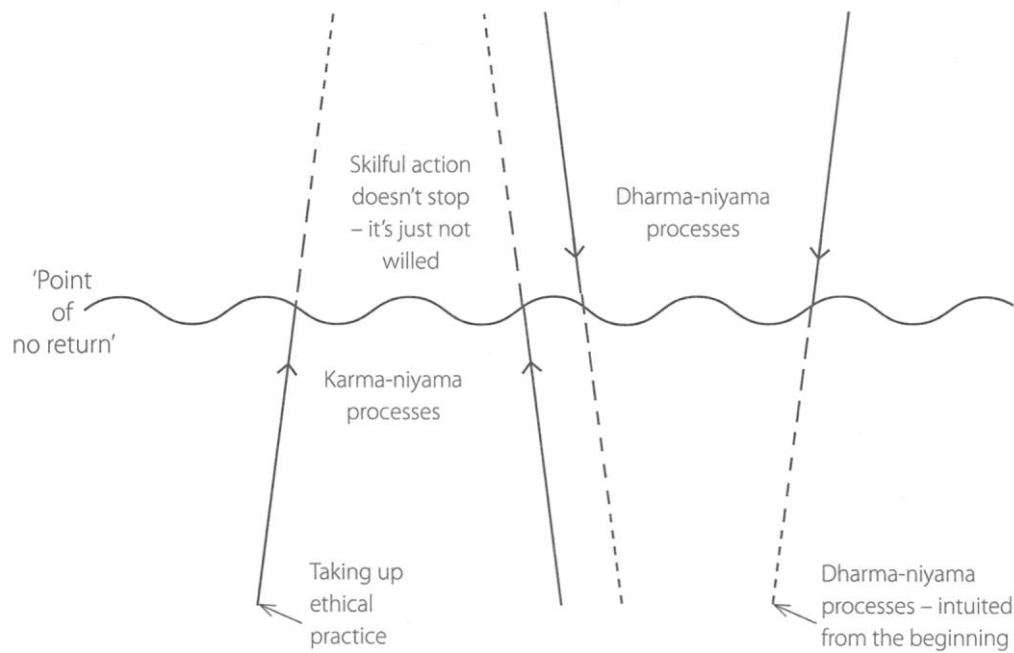 Skilful action
doesn't stop
– it's just not
willed
Dharma-niyama
processes
'Point
of
no return'
Karma-niyama
processes
Taking up
ethical
practice
Dharma-niyama
processes – intuited
from the beginning